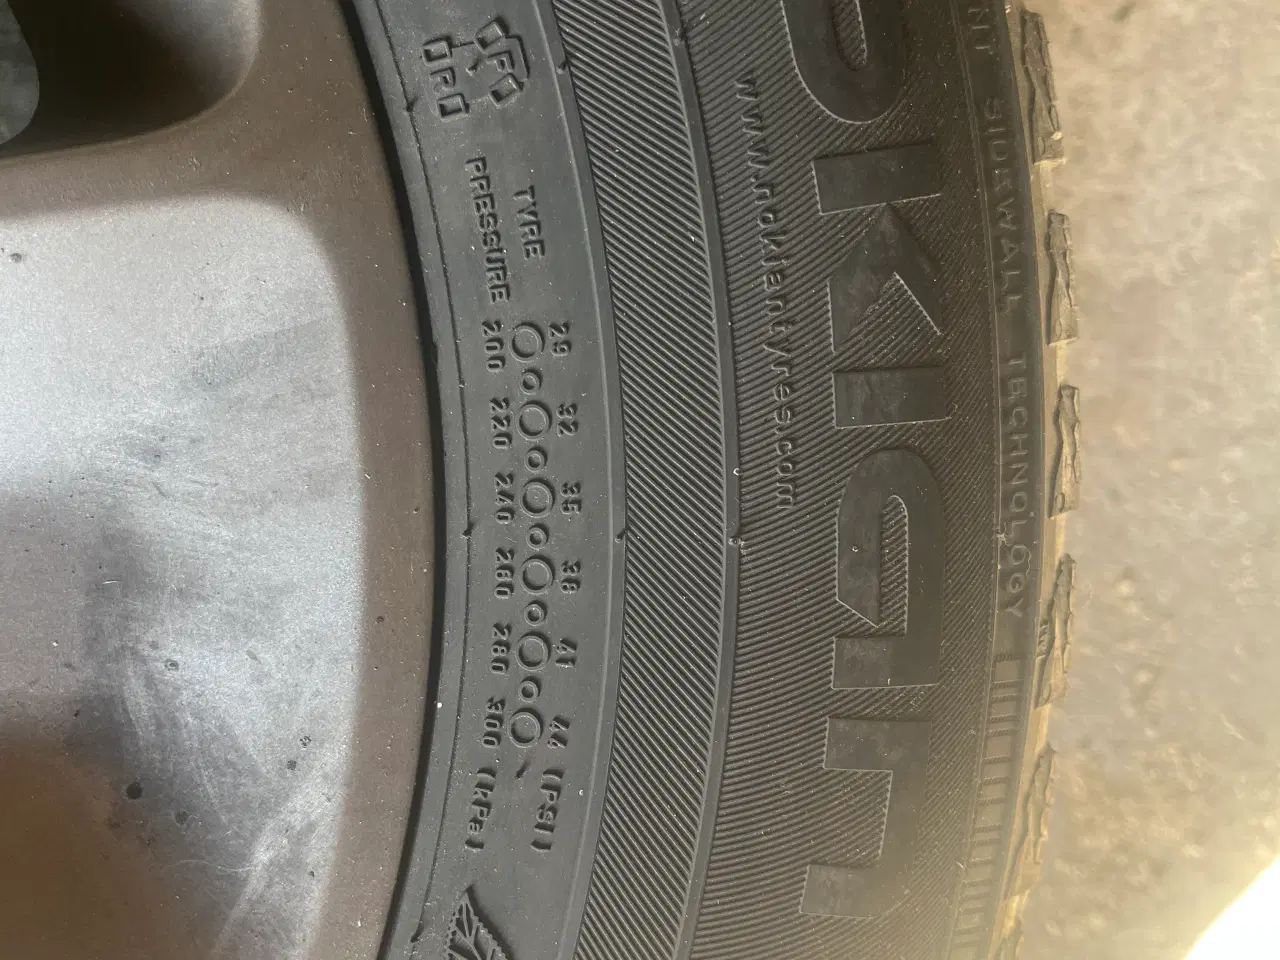 TYRE
PRESSURE
29 32 35 38 41 44 (PSI)
200 220 240 260 280 300 (kPa)
www.nokiantyres.com
SIDEWALL TECHNOLOGY